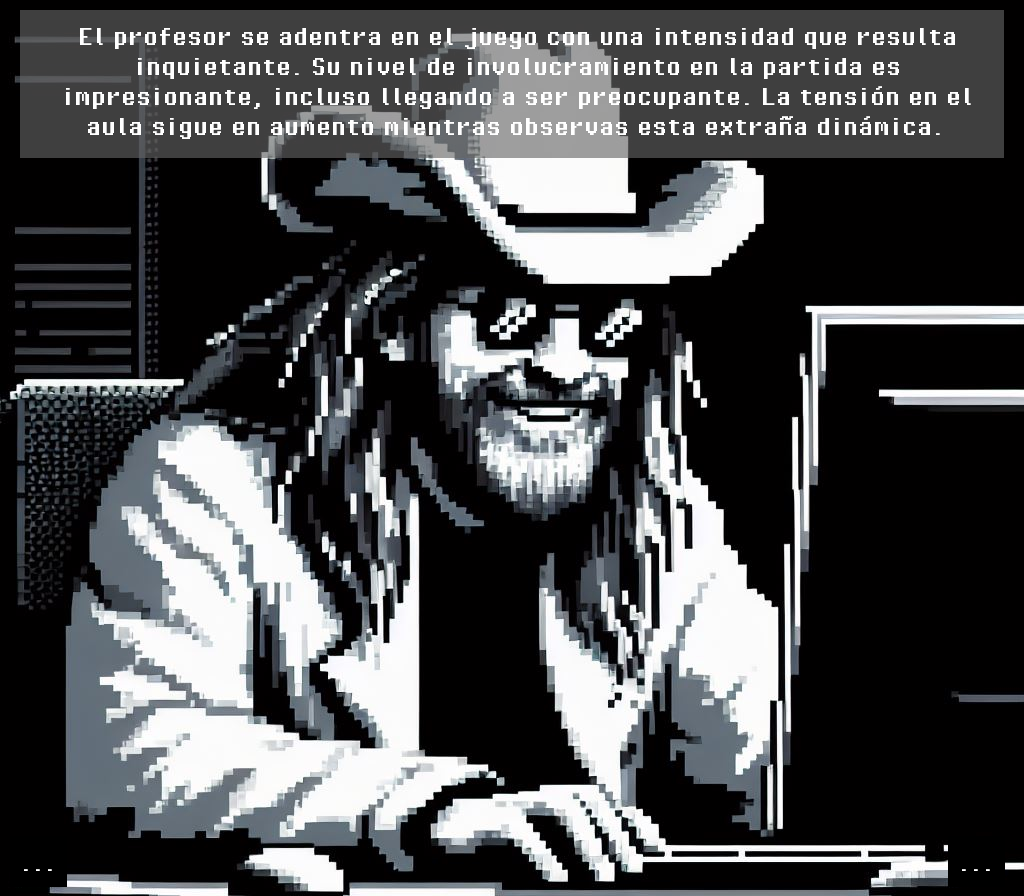 El profesor se adentra en el juego con una intensidad que resulta
inquietante. Su nivel de involucramiento en la partida es
impresionante, incluso llegando a ser preocupante. La tensión en el
aula sigue en aumento mientras observas esta extraña dinámica.
... ...